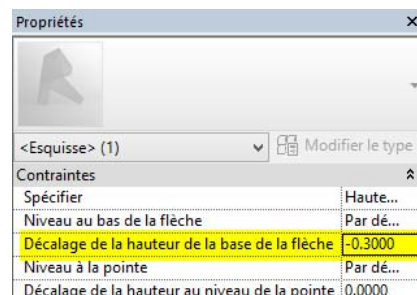 Propriétés
<Esquisse> (1) Modifier le type
Contraintes
Spécifier Haute...
Niveau au bas de la flèche Par dé...
Décalage de la hauteur de la base de la flèche -0.3000
Niveau à la pointe Par dé...
Décalage de la hauteur au niveau de la pointe 0.0000